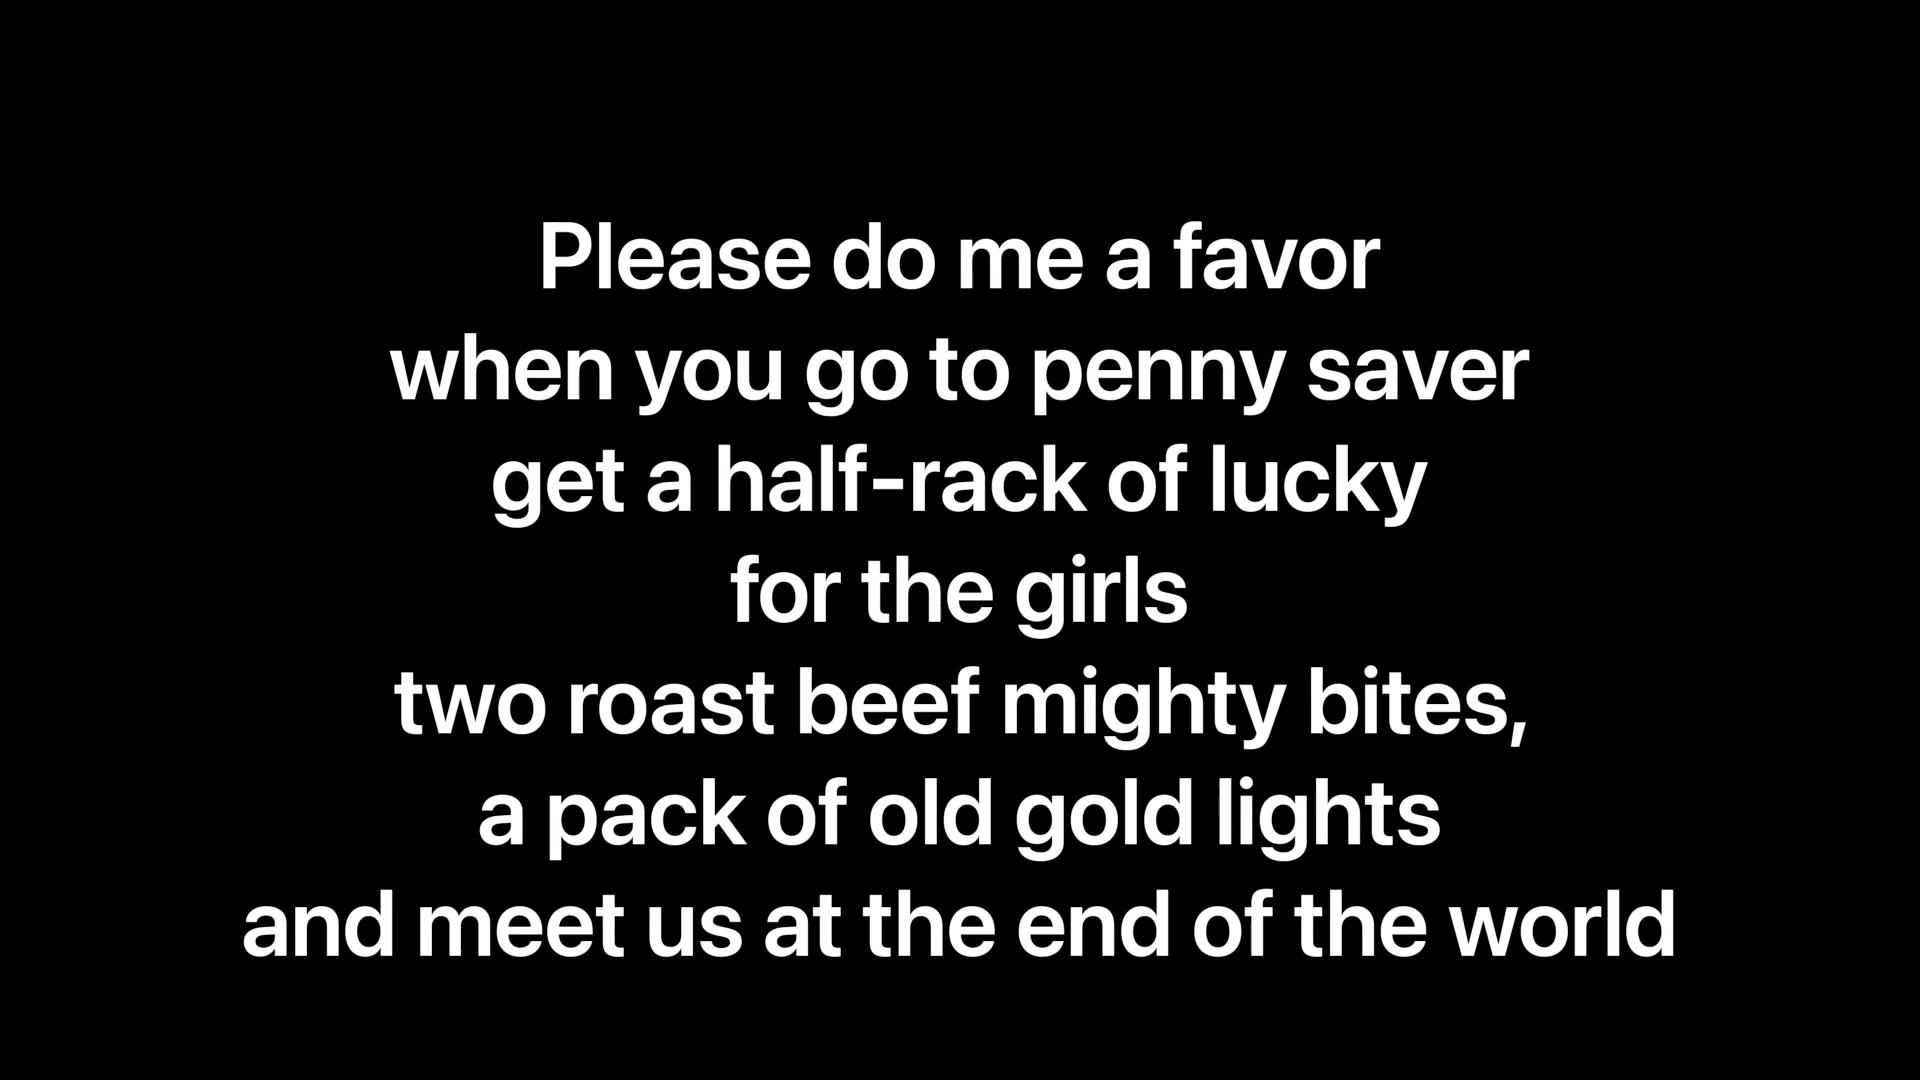 Please do me a favor
when you go to penny saver
get a half-rack of lucky
for the girls
two roast beef mighty bites,
a pack of old gold lights
and meet us at the end of the world